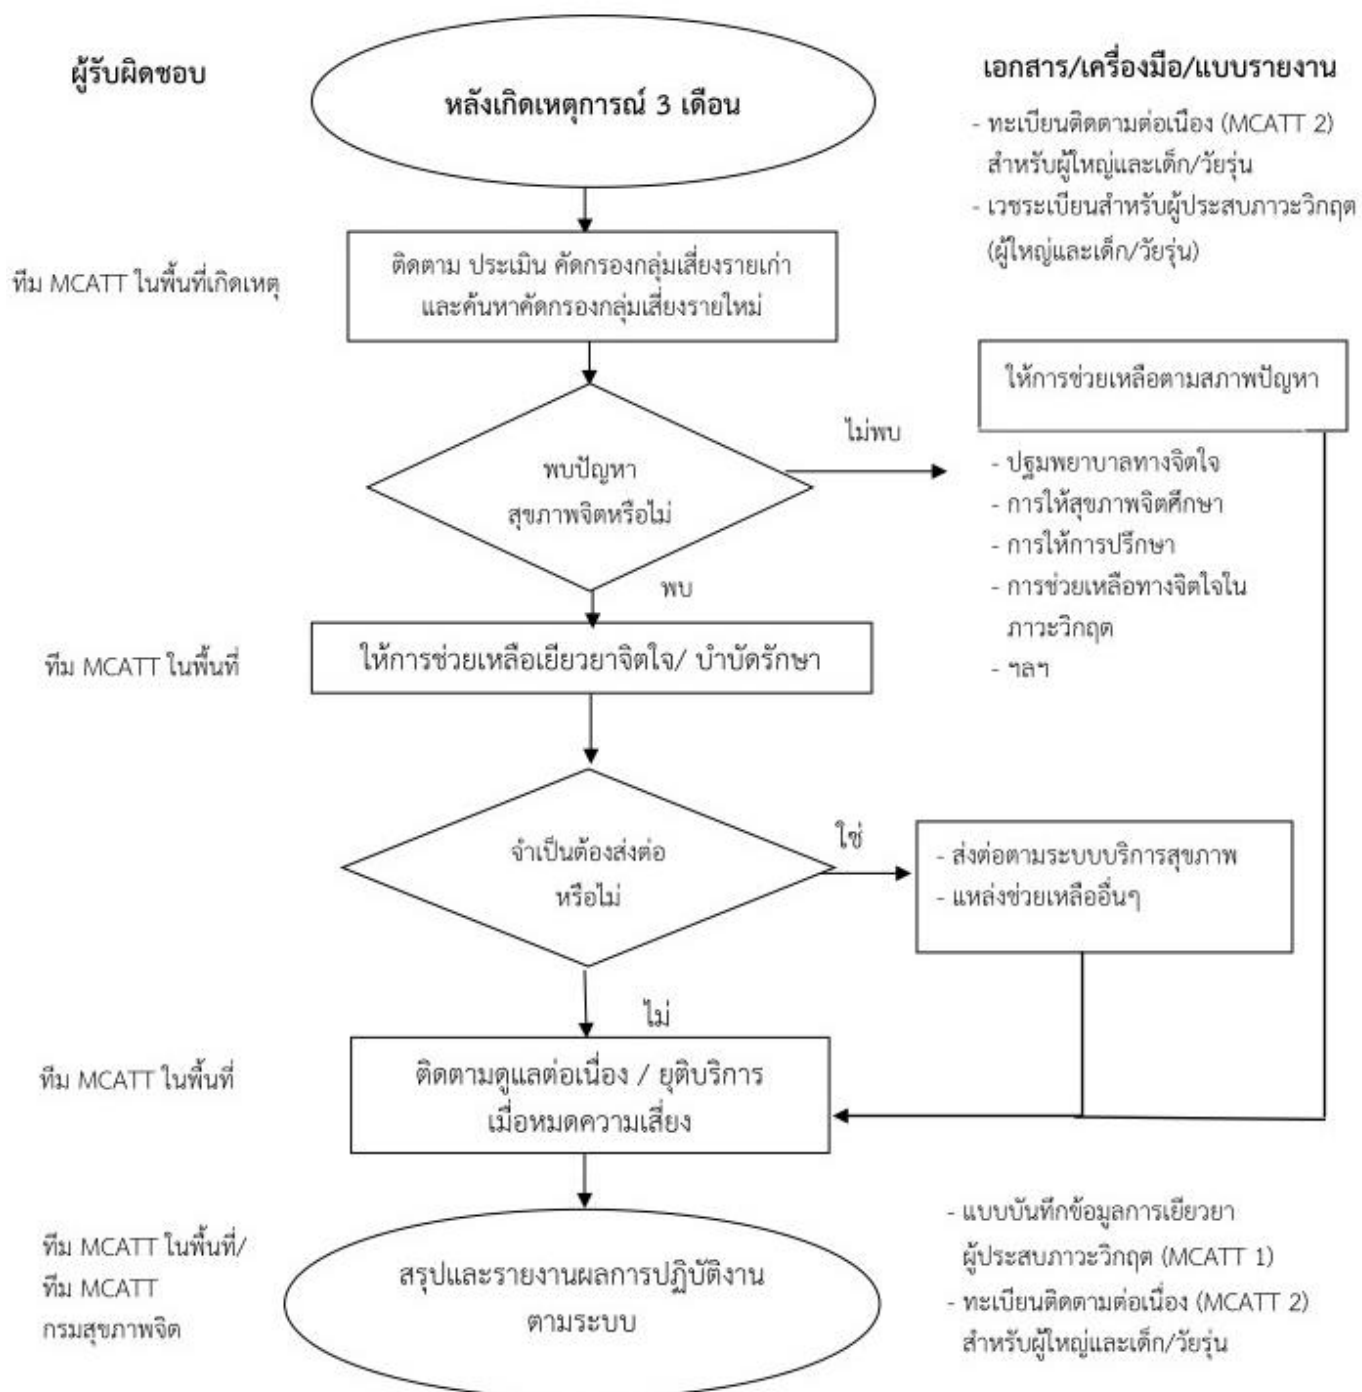 ผู้รับผิดชอบ
หลังเกิดเหตุการณ์ 3 เดือน
เอกสาร/เครื่องมือ/แบบรายงาน
- ทะเบียนติดตามต่อเนื่อง (MCATT 2)
สำหรับผู้ใหญ่และเด็ก/วัยรุ่น
- เวชระเบียนสำหรับผู้ประสบภาวะวิกฤต
(ผู้ใหญ่และเด็ก/วัยรุ่น)
ทีม MCATT ในพื้นที่เกิดเหตุ
ติดตาม ประเมิน คัดกรองกลุ่มเสี่ยงรายเก่า
และค้นหาคัดกรองกลุ่มเสี่ยงรายใหม่
พบปัญหา
สุขภาพจิตหรือไม่
ไม่พบ
ให้การช่วยเหลือตามสภาพปัญหา
- ปฐมพยาบาลทางจิตใจ
- การให้สุขภาพจิตศึกษา
- การให้การปรึกษา
- การช่วยเหลือทางจิตใจใน
ภาวะวิกฤต
- ฯลฯ
พบ
ทีม MCATT ในพื้นที่
ให้การช่วยเหลือเยียวยาจิตใจ/ บำบัดรักษา
จำเป็นต้องส่งต่อ
หรือไม่
ใช่
- ส่งต่อตามระบบบริการสุขภาพ
- แหล่งช่วยเหลืออื่นๆ
ไม่
ทีม MCATT ในพื้นที่
ติดตามดูแลต่อเนื่อง / ยุติบริการ
เมื่อหมดความเสี่ยง
ทีม MCATT ในพื้นที่/
ทีม MCATT
กรมสุขภาพจิต
สรุปและรายงานผลการปฏิบัติงาน
ตามระบบ
- แบบบันทึกข้อมูลการเยียวยา
ผู้ประสบภาวะวิกฤต (MCATT 1)
- ทะเบียนติดตามต่อเนื่อง (MCATT 2)
สำหรับผู้ใหญ่และเด็ก/วัยรุ่น